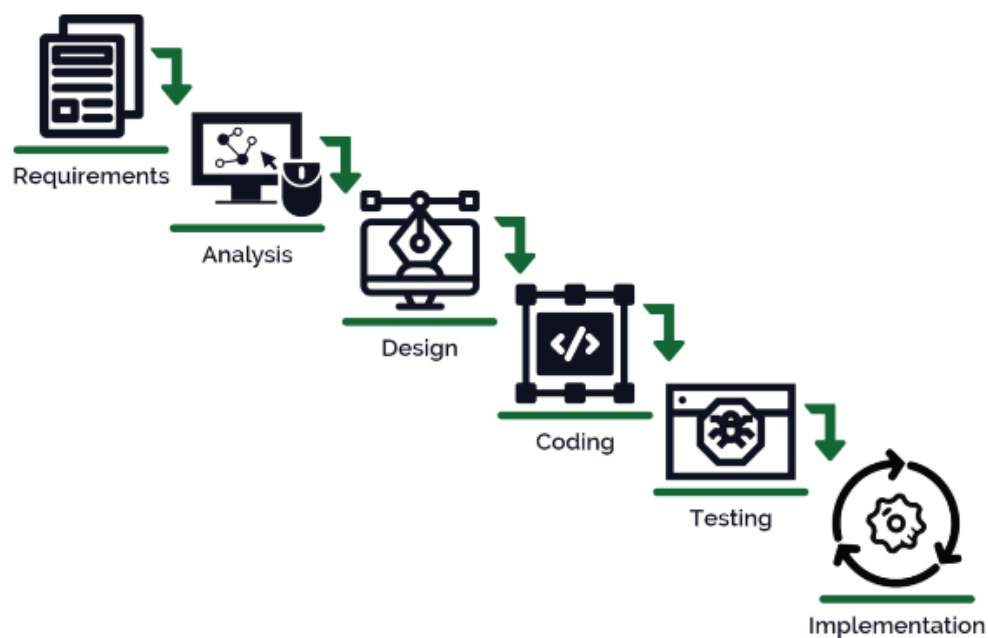 Requirements
Analysis
Design
</>
Coding
Testing
Implementation